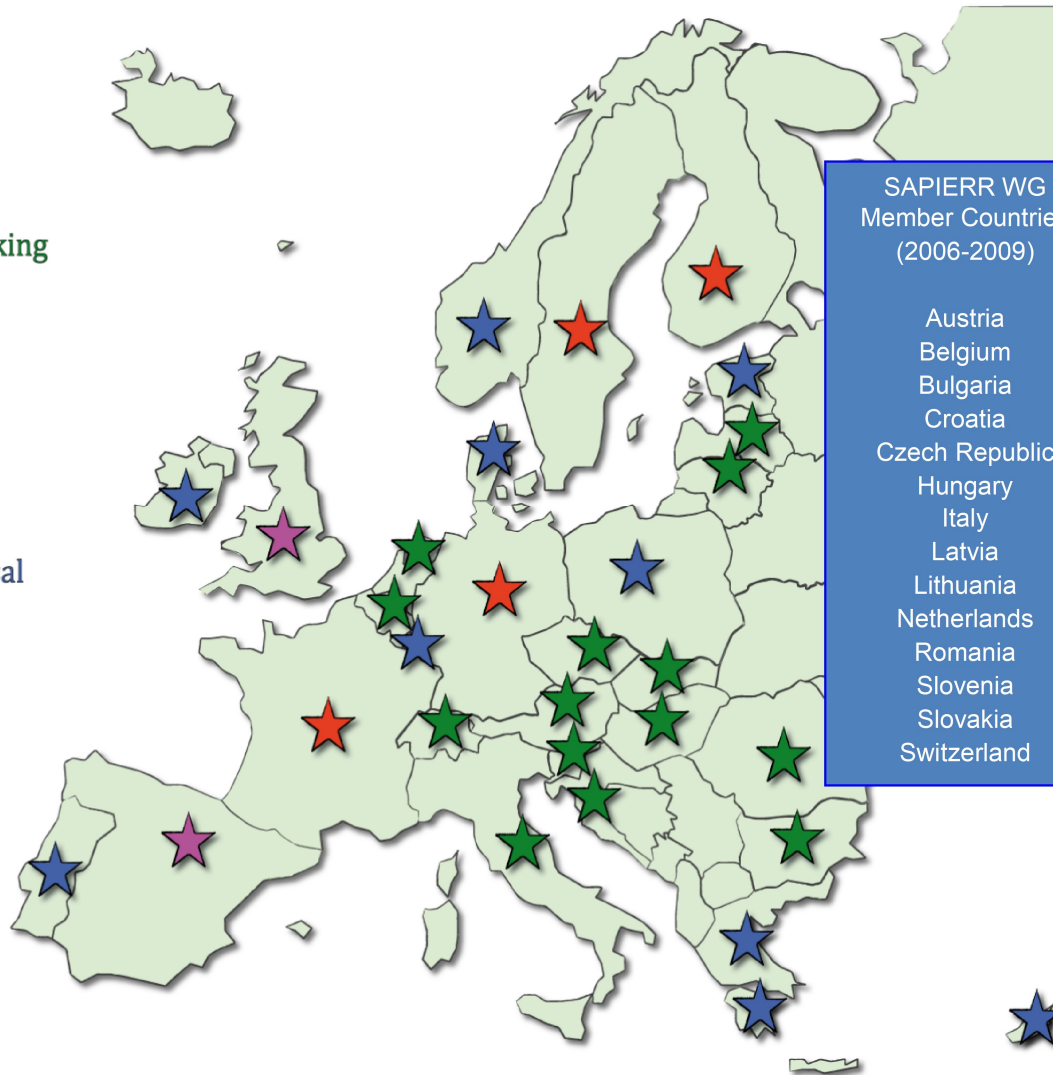 king
al
SAPIERR WG
Member Countrie
(2006-2009)
Austria
Belgium
Bulgaria
Croatia
Czech Republic
Hungary
Italy
Latvia
Lithuania
Netherlands
Romania
Slovenia
Slovakia
Switzerland